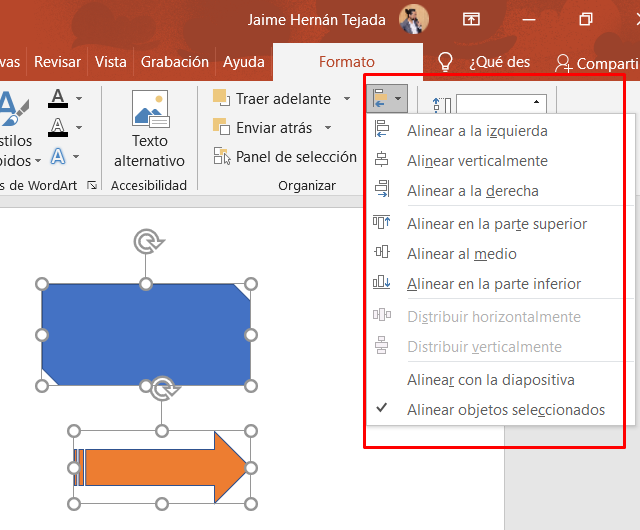 Jaime Hernán Tejada
vas Revisar Vista Grabación Ayuda Formato ¿Qué des Comparti
A A A
stilos
pidos
s de WordArt
Texto
alternativo
Accesibilidad
Traer adelante
Enviar atrás
Panel de selección
Organizar
Alinear a la izquierda
Alinear verticalmente
Alinear a la derecha
Alinear en la parte superior
Alinear al medio
Alinear en la parte inferior
Distribuir horizontalmente
Distribuir verticalmente
Alinear con la diapositiva
Alinear objetos seleccionados